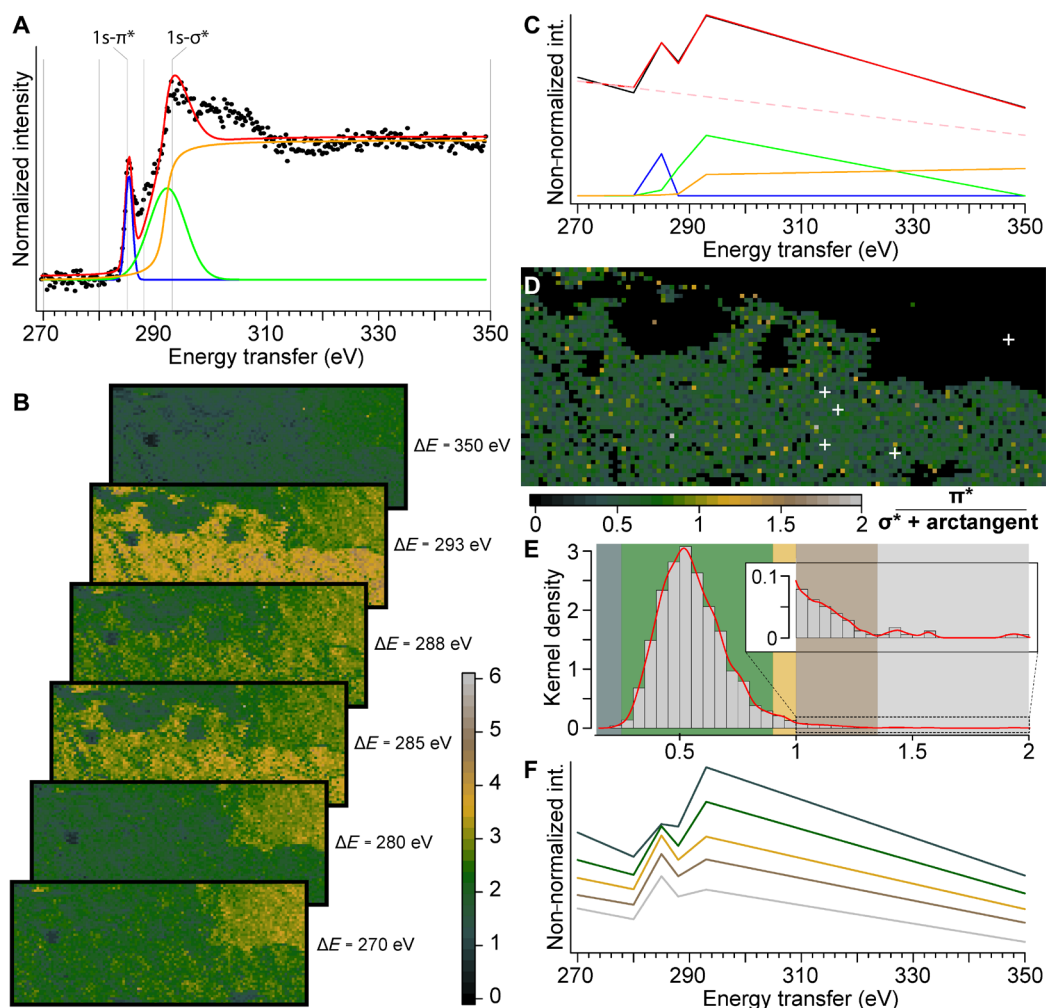 A
1s-π*
1s-σ*
Normalized intensity
270
290
310
330
350
Energy transfer (eV)
B
ΔE = 350 eV
ΔE = 293 eV
ΔE = 288 eV
ΔE = 285 eV
ΔE = 280 eV
ΔE = 270 eV
6
5
4
3
2
1
0
C
Non-normalized int.
270
290
310
330
350
Energy transfer (eV)
D
0
0.5
1
1.5
2
π*
σ* + arctangent
E
Kernel density
3
2
1
0
0.1
0
0.5
1
1.5
2
F
Non-normalized int.
270
290
310
330
350
Energy transfer (eV)